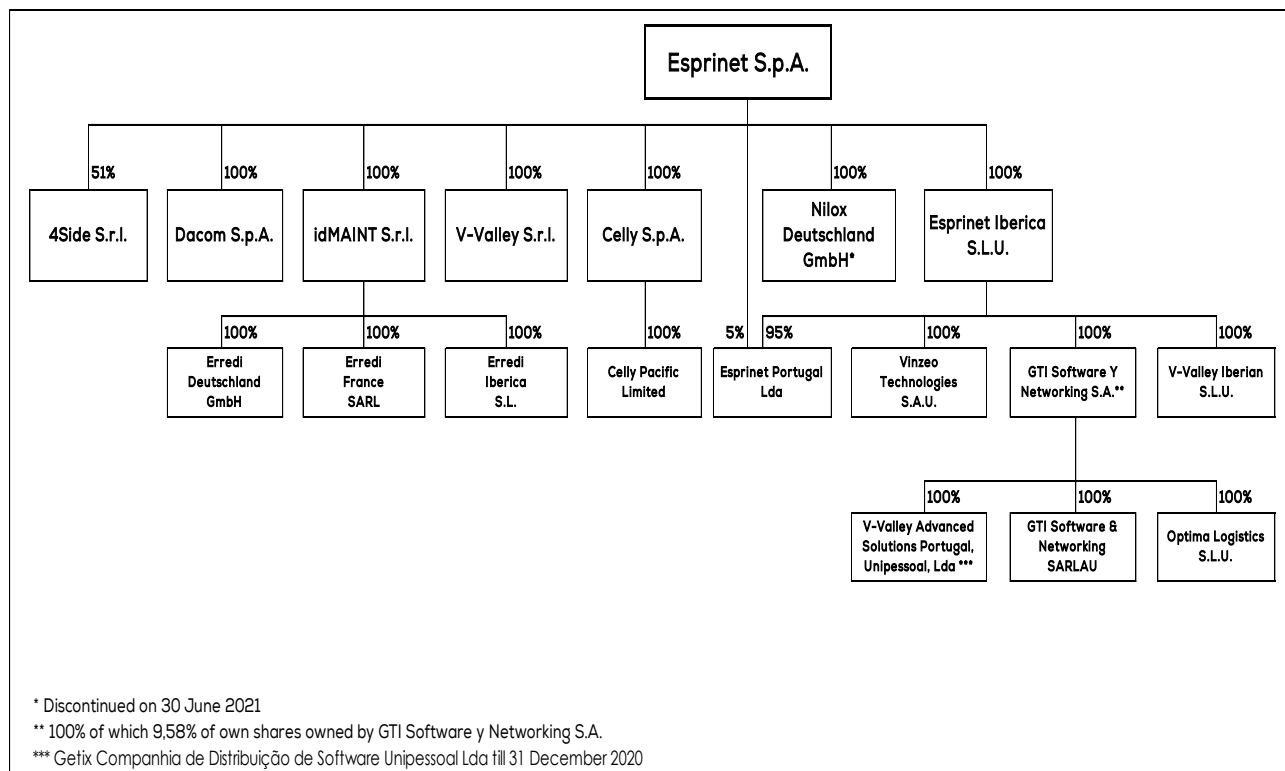 Esprinet S.p.A.
51%
100%
100%
100%
100%
100%
100%
4Side S.r.l.
Dacom S.p.A.
idMAINT S.r.l.
V-Valley S.r.l.
Celly S.p.A.
Nilox
Deutschland
GmbH*
Esprinet Iberica
S.L.U.
100%
100%
100%
100%
5%
95%
100%
100%
100%
Erredi
Deutschland
GmbH
Erredi
France
SARL
Erredi
Iberica
S.L.
Celly Pacific
Limited
Esprinet Portugal
Lda
Vinzeo
Technologies
S.A.U.
GTI Software Y
Networking S.A.**
V-Valley Iberian
S.L.U.
100%
100%
100%
V-Valley Advanced
Solutions Portugal,
Unipessoal, Lda ***
GTI Software &
Networking
SARLAU
Optima Logistics
S.L.U.
* Discontinued on 30 June 2021
** 100% of which 9,58% of own shares owned by GTI Software y Networking S.A.
*** Getix Companhia de Distribuição de Software Unipessoal Lda till 31 December 2020